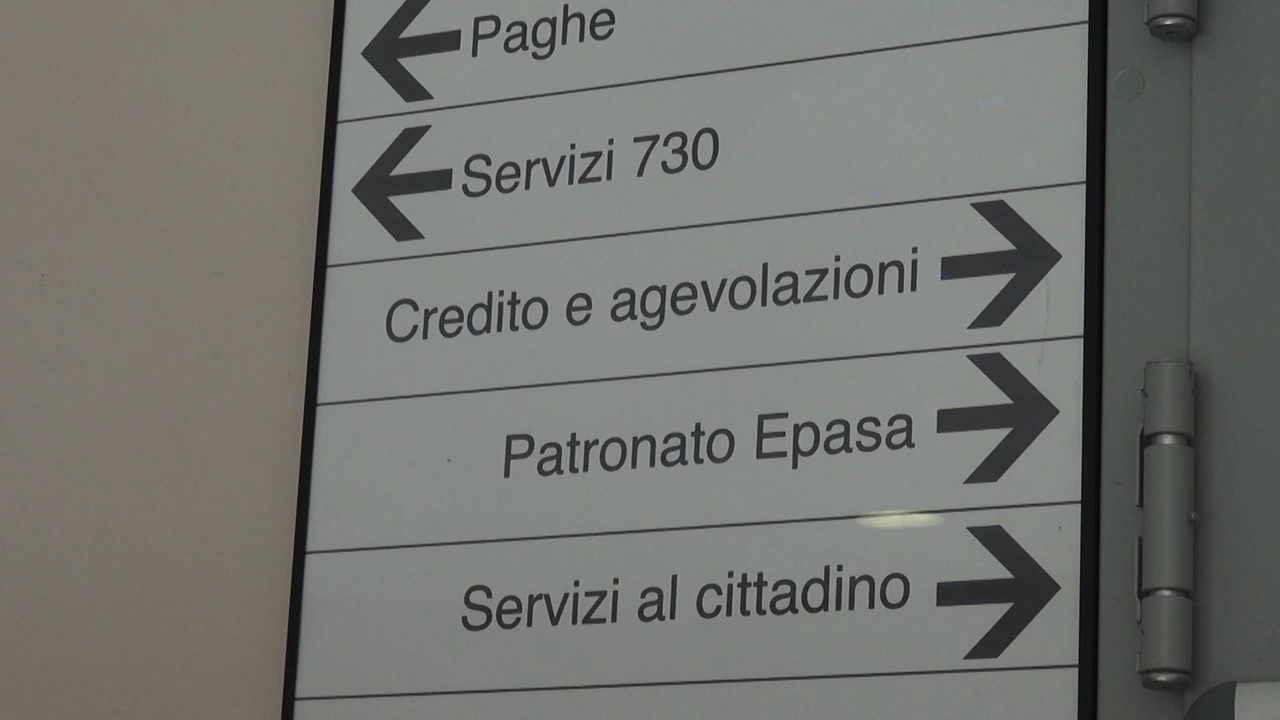 Paghe
Servizi 730
Credito e agevolazioni
Patronato Epasa
Servizi al cittadino